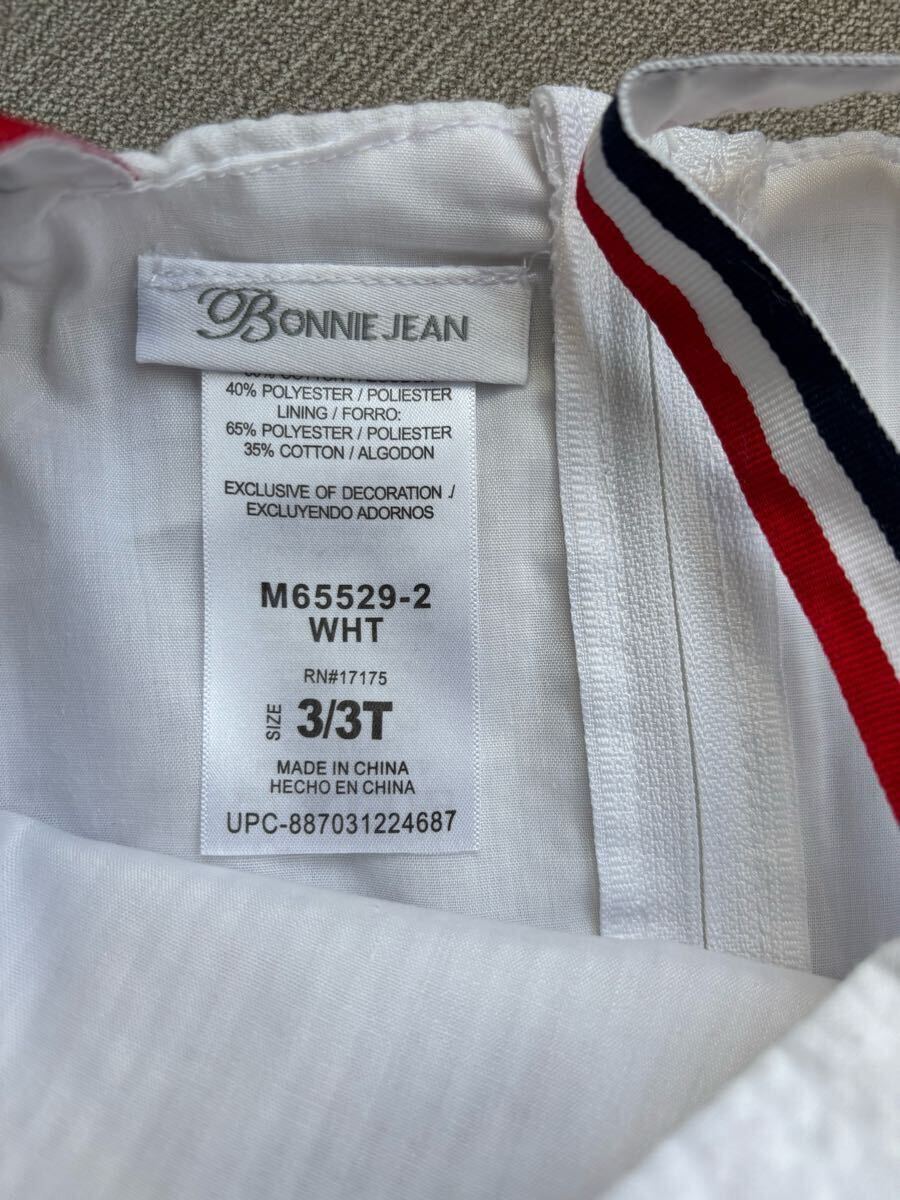 BONNIE JEAN
40% POLYESTER / POLIESTER
LINING / FORRO:
65% POLYESTER / POLIESTER
35% COTTON / ALGODON
EXCLUSIVE OF DECORATION ./
EXCLUYENDO ADORNOS
M65529-2
WHT
RN#17175
SIZE 3/3T
MADE IN CHINA
HECHO EN CHINA
UPC-887031224687